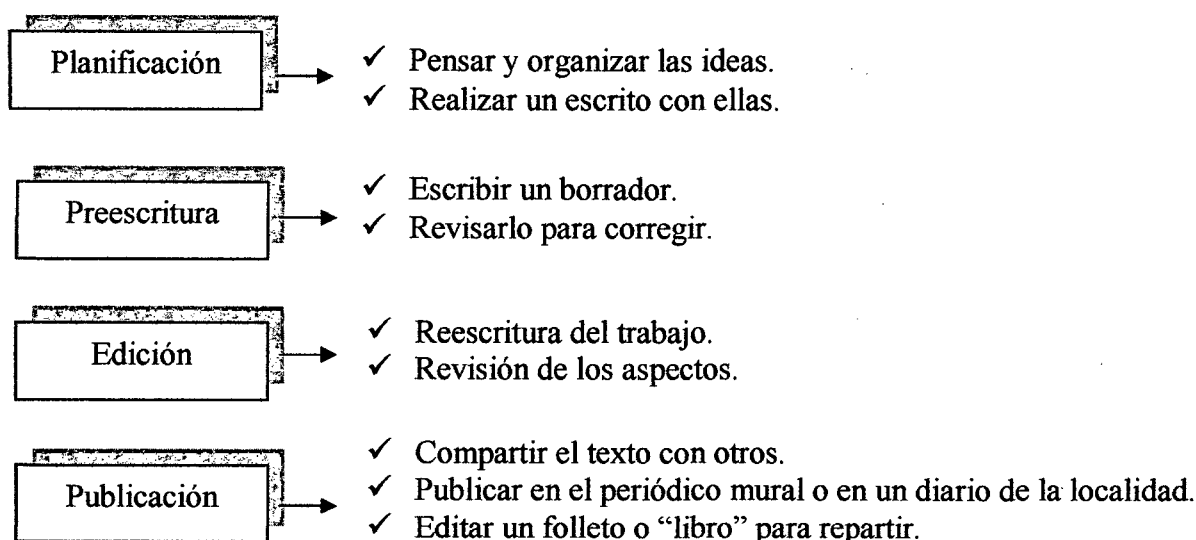 Planificación
✓ Pensar y organizar las ideas.
✓ Realizar un escrito con ellas.
Preescritura
✓ Escribir un borrador.
✓ Revisarlo para corregir.
Edición
✓ Reescritura del trabajo.
✓ Revisión de los aspectos.
Publicación
✓ Compartir el texto con otros.
✓ Publicar en el periódico mural o en un diario de la localidad.
✓ Editar un folleto o “libro” para repartir.